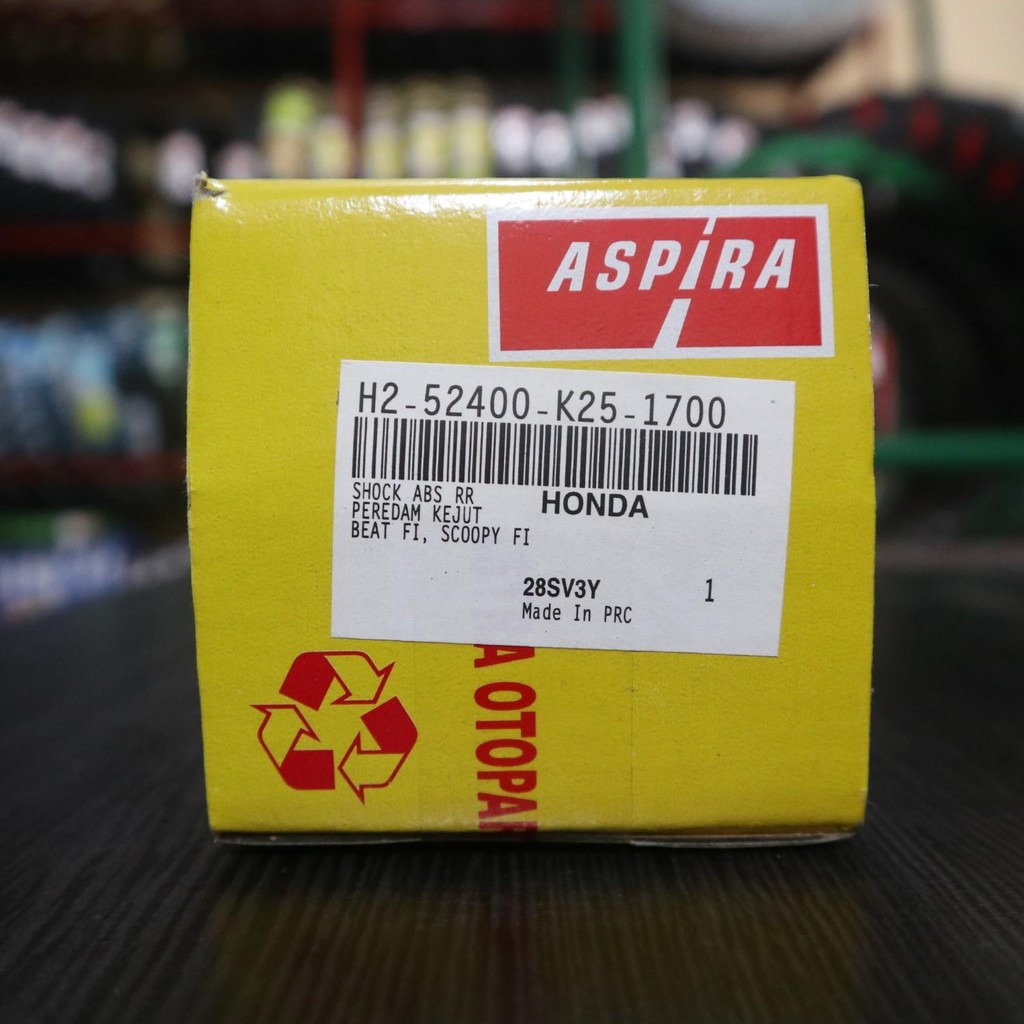 ASPIRA
H2-52400-K25-1700
SHOCK ABS RR
HONDA
PEREDAM KEJUT
BEAT FI, SCOOPY FI
28SV3Y
1
Made In PRC
A OTOPA